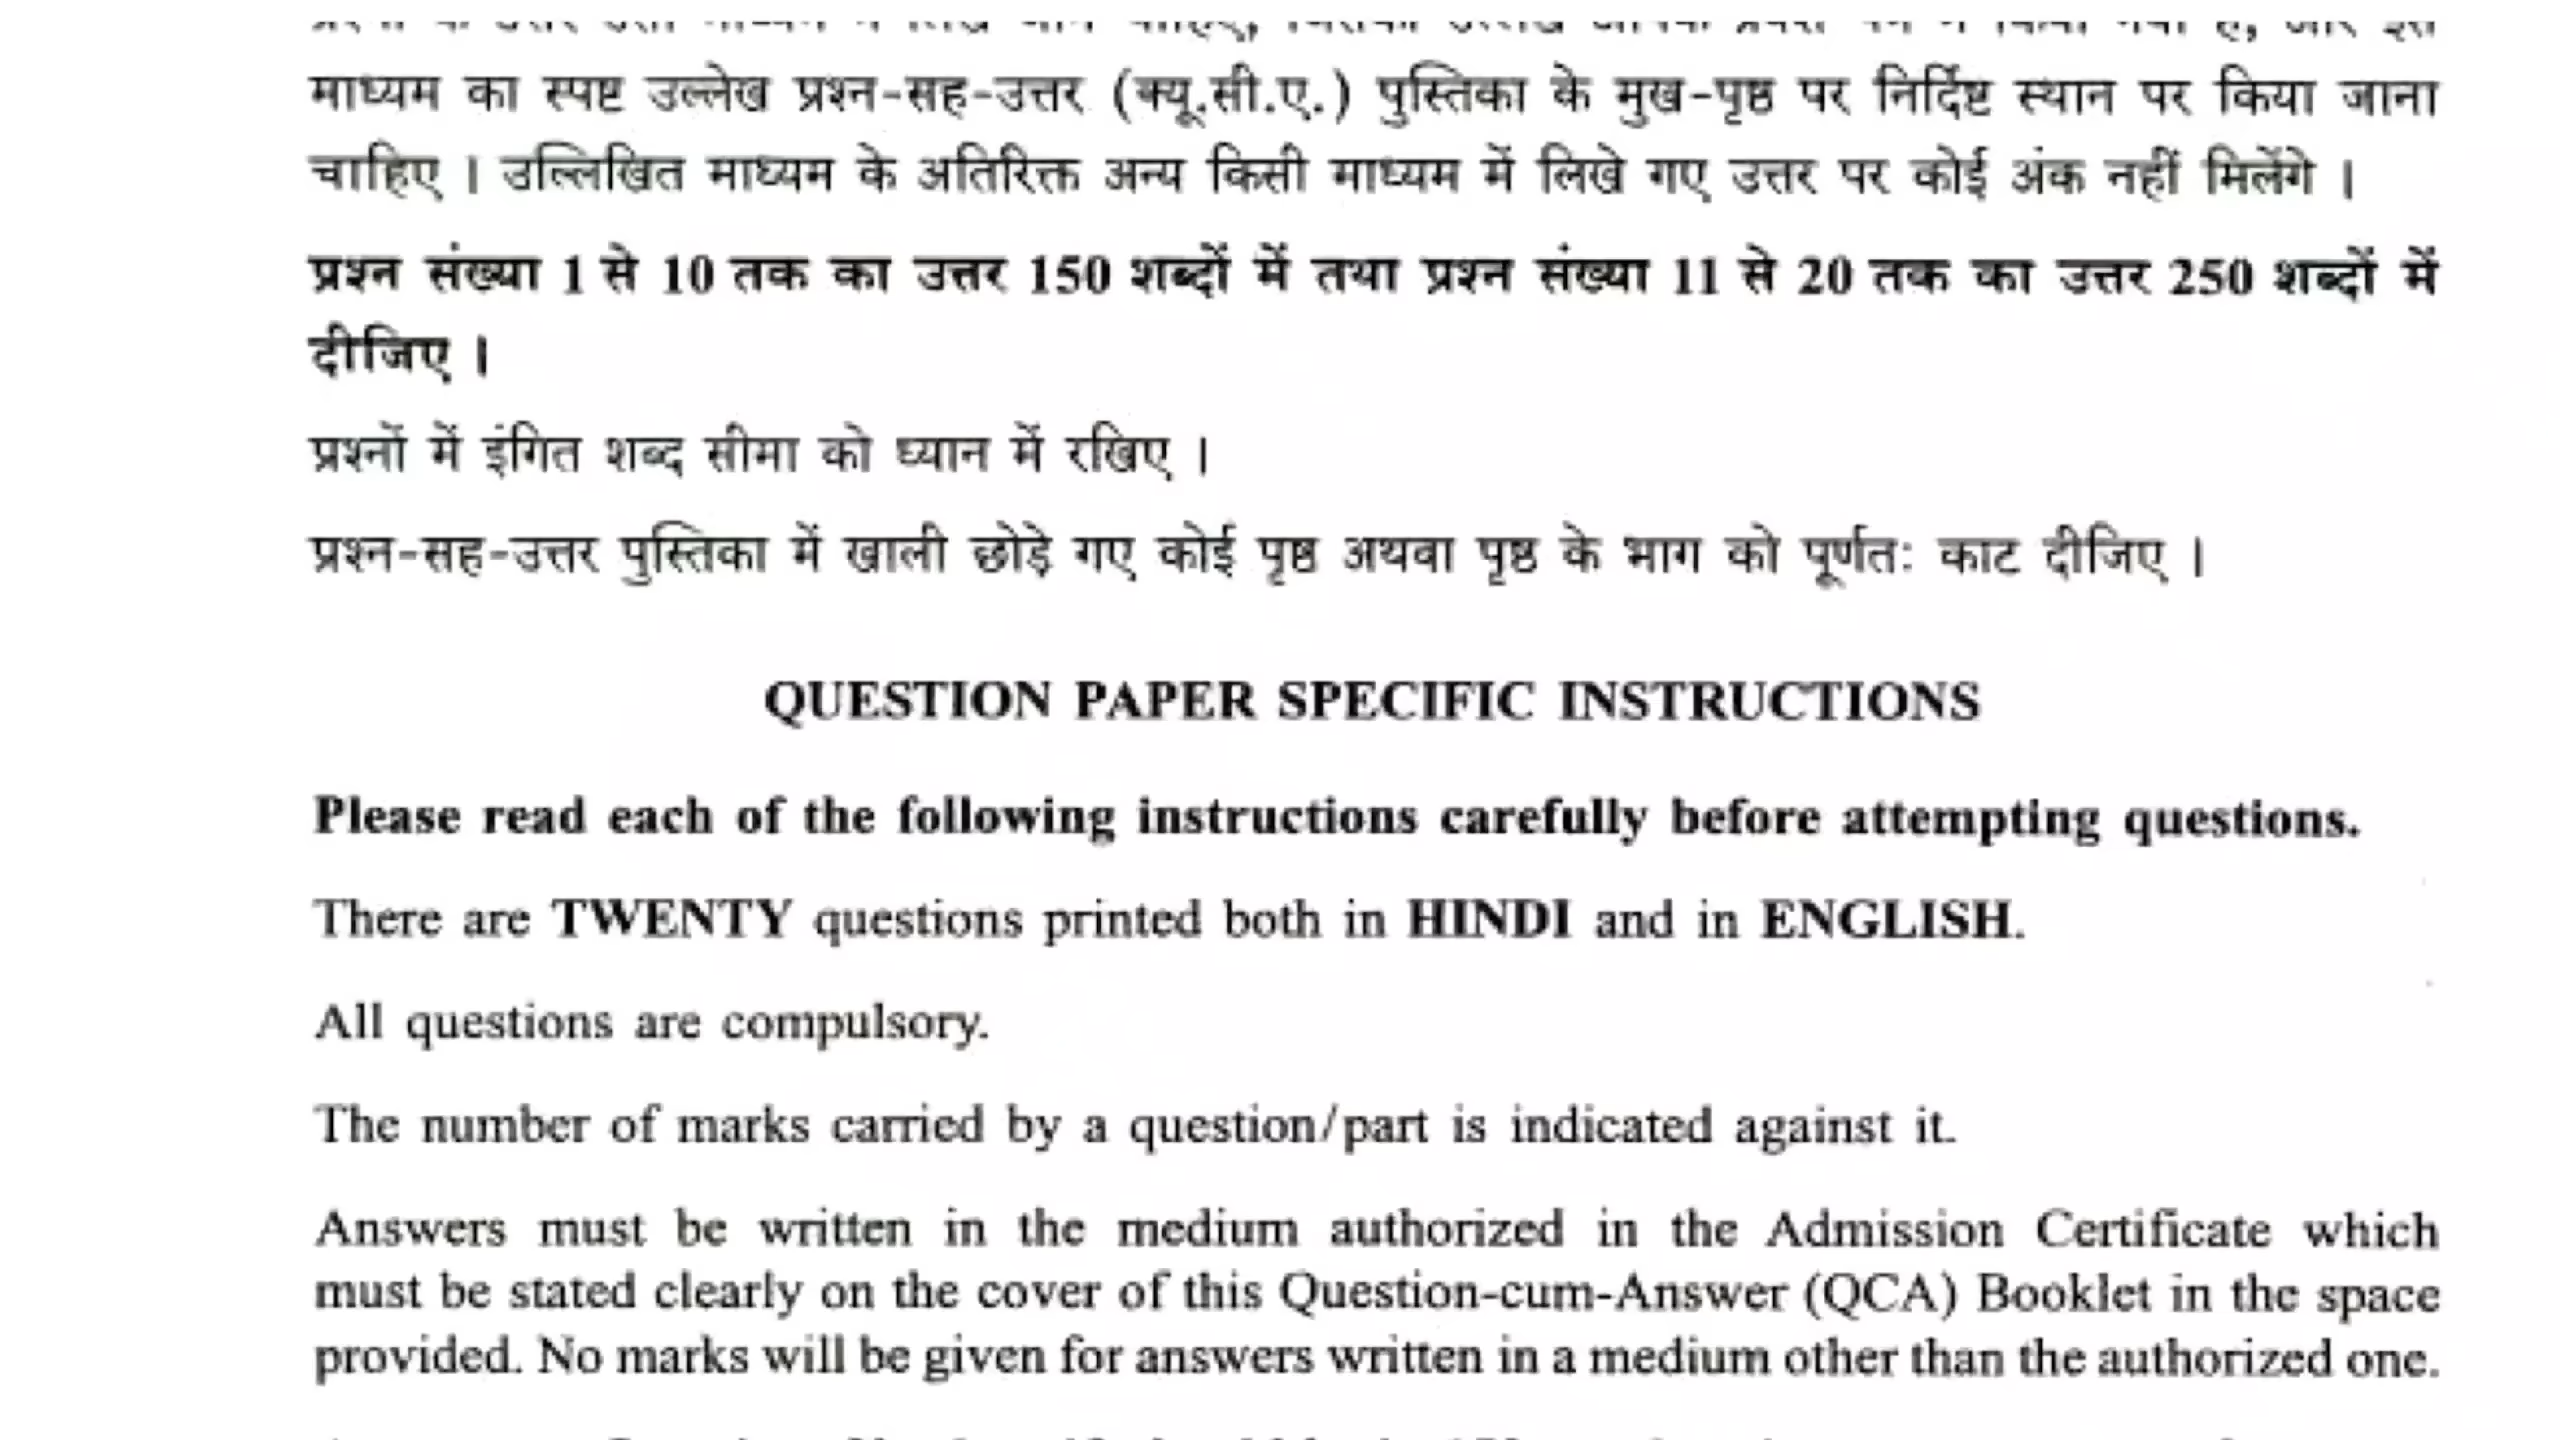 माध्यम का स्पष्ट उल्लेख प्रश्न-सह-उत्तर (क्यू.सी.ए.) पुस्तिका के मुख-पृष्ठ पर निर्दिष्ट स्थान पर किया जाना
चाहिए । उल्लिखित माध्यम के अतिरिक्त अन्य किसी माध्यम में लिखे गए उत्तर पर कोई अंक नहीं मिलेंगे ।
प्रश्न संख्या 1 से 10 तक का उत्तर 150 शब्दों में तथा प्रश्न संख्या 11 से 20 तक का उत्तर 250 शब्दों में
दीजिए ।
प्रश्नों में इंगित शब्द सीमा को ध्यान में रखिए ।
प्रश्न-सह-उत्तर पुस्तिका में खाली छोड़े गए कोई पृष्ठ अथवा पृष्ठ के भाग को पूर्णतः काट दीजिए ।
QUESTION PAPER SPECIFIC INSTRUCTIONS
Please read each of the following instructions carefully before attempting questions.
There are TWENTY questions printed both in HINDI and in ENGLISH.
All questions are compulsory.
The number of marks carried by a question/part is indicated against it.
Answers must be written in the medium authorized in the Admission Certificate which
must be stated clearly on the cover of this Question-cum-Answer (QCA) Booklet in the space
provided. No marks will be given for answers written in a medium other than the authorized one.